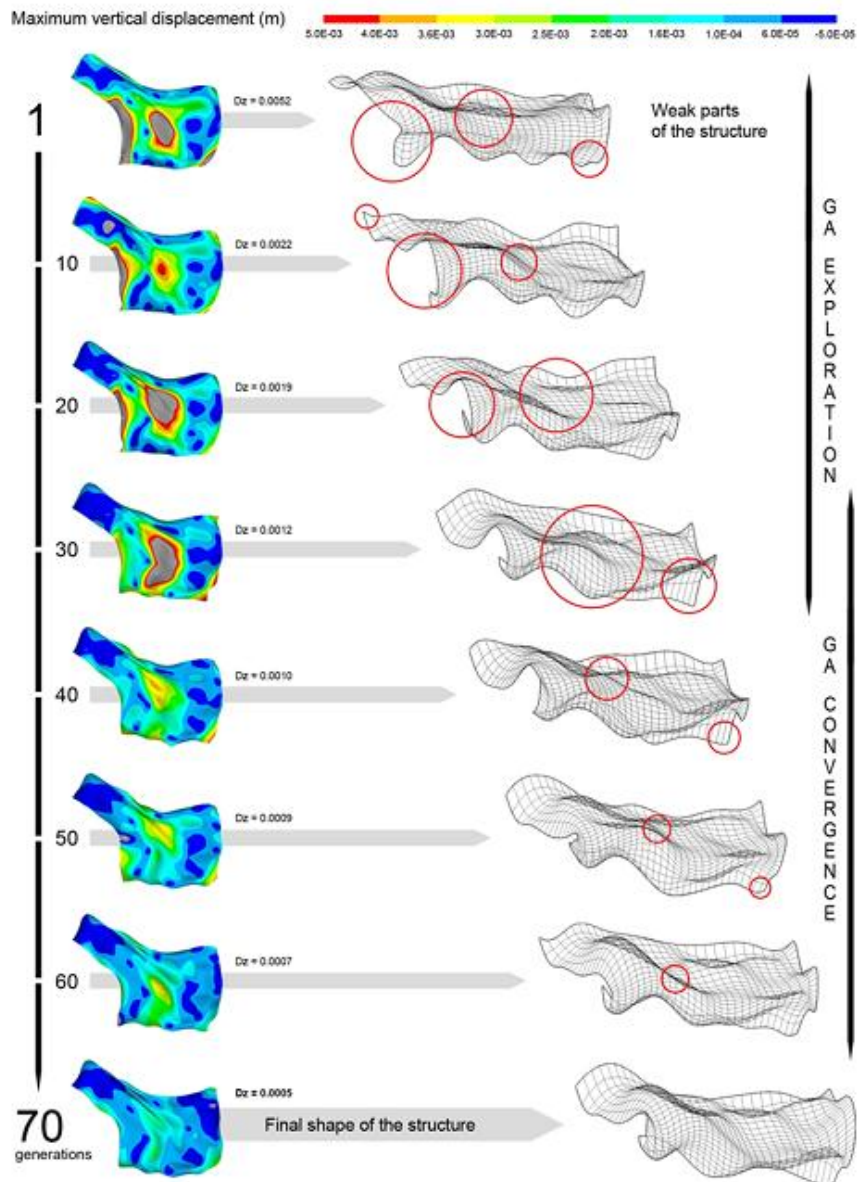 Maximum vertical displacement (m)
5.0E-03 4.0E-03 3.6E-03 3.0E-03 2.5E-03 2.0E-03 1.6E-03 1.0E-04 6.0E-05 -5.0E-05
1
Dz = 0.0052
Weak parts
of the structure
10
Dz = 0.0022
20
Dz = 0.0019
30
Dz = 0.0012
GA EXPLORATION
40
Dz = 0.0010
50
Dz = 0.0009
60
Dz = 0.0007
GA CONVERGENCE
70
generations
Dz = 0.0005
Final shape of the structure